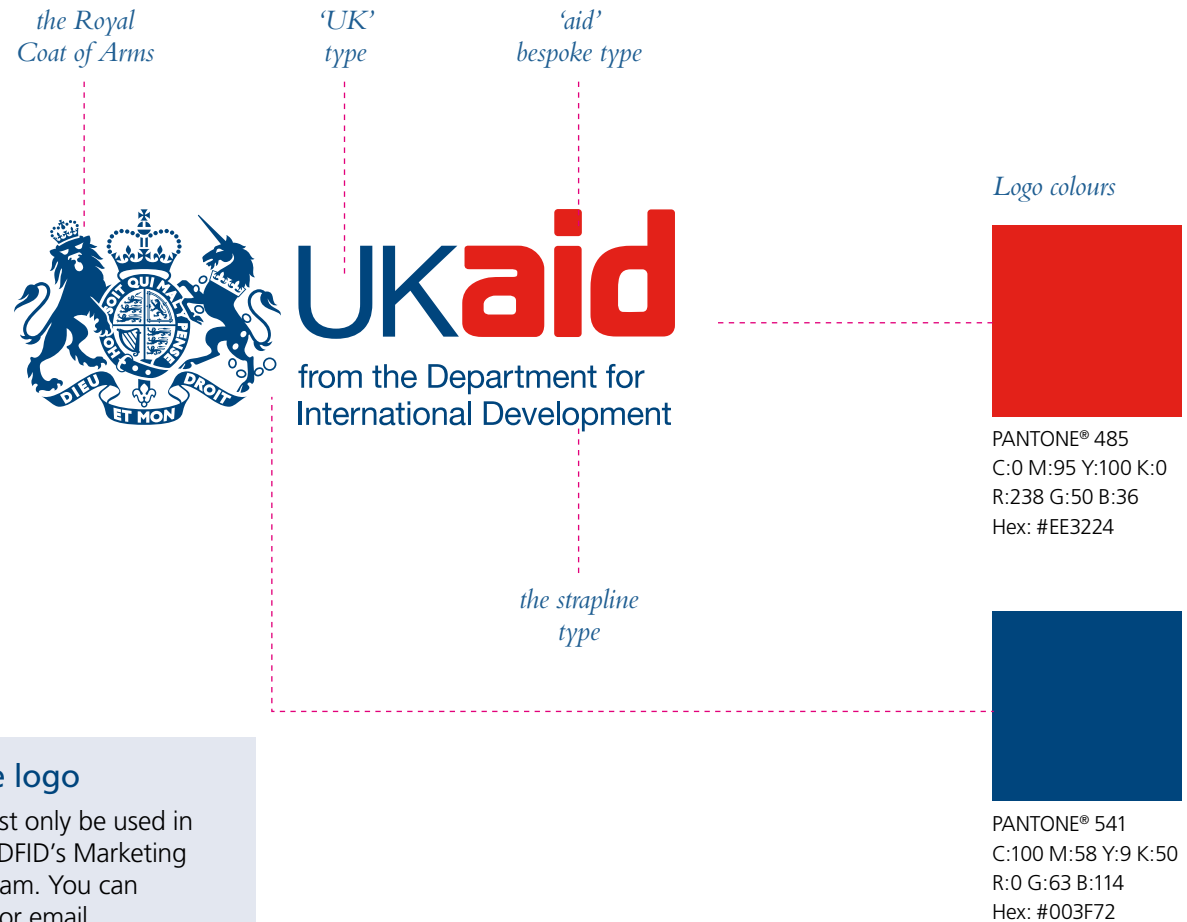 the Royal
Coat of Arms
‘UK’
type
‘aid’
bespoke type
Logo colours
HONI SOIT QUI MAL Y PENSE
DIEU ET MON DROIT
UKaid
from the Department for
International Development
PANTONE® 485
C:0 M:95 Y:100 K:0
R:238 G:50 B:36
Hex: #EE3224
the strapline
type
e logo
st only be used in
DFID’s Marketing
am. You can
or email
PANTONE® 541
C:100 M:58 Y:9 K:50
R:0 G:63 B:114
Hex: #003F72